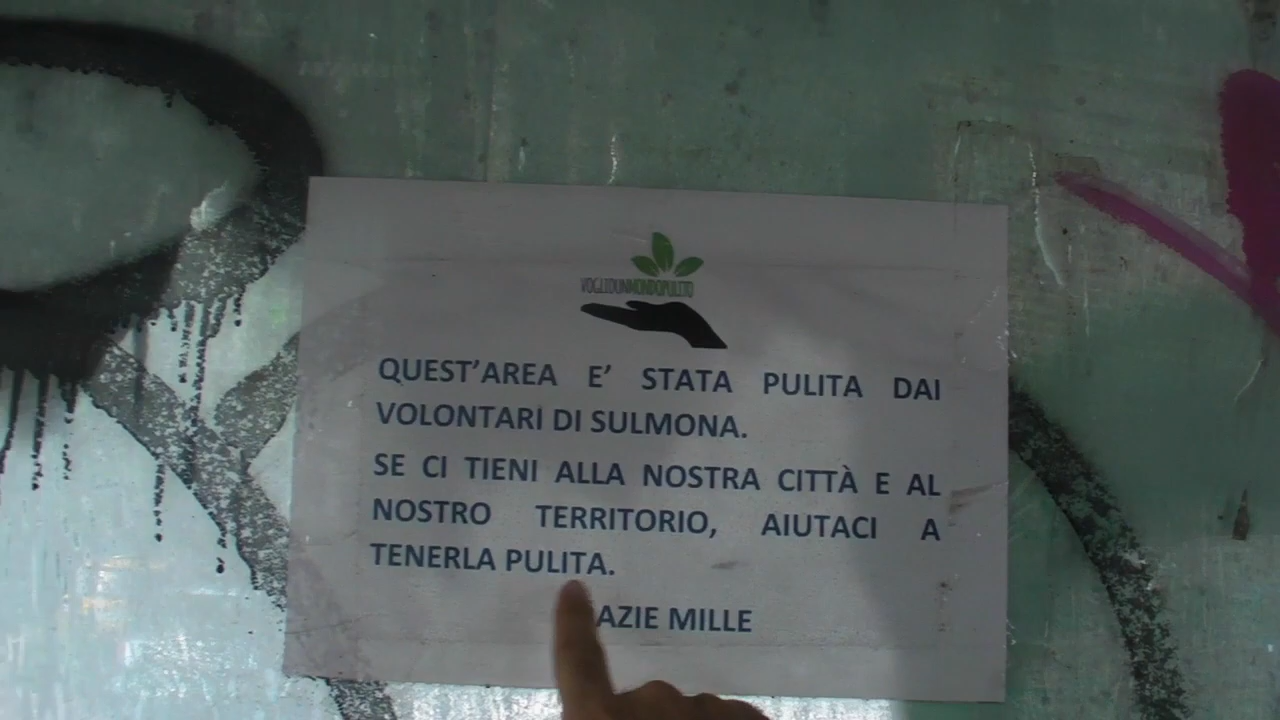 VOGLIOUNMONDOPULITO
QUEST'AREA E' STATA PULITA DAI
VOLONTARI DI SULMONA.
SE CI TIENI ALLA NOSTRA CITTÀ E AL
NOSTRO TERRITORIO, AIUTACI A
TENERLA PULITA.
AZIE MILLE